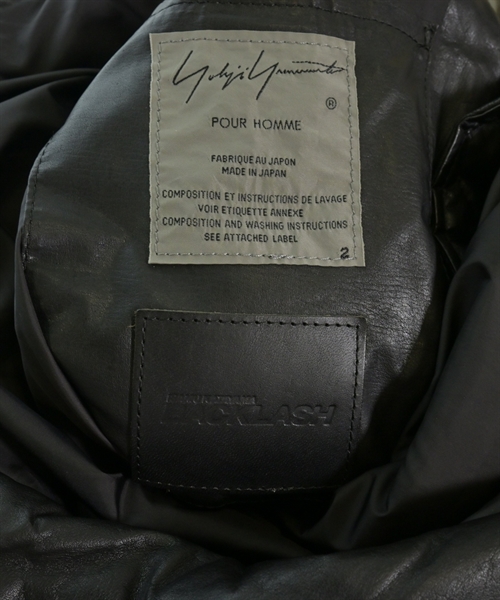 Yohji Yamamoto
®
POUR HOMME
FABRIQUE AU JAPON
MADE IN JAPAN
COMPOSITION ET INSTRUCTIONS DE LAVAGE
VOIR ETIQUETTE ANNEXE
COMPOSITION AND WASHING INSTRUCTIONS
SEE ATTACHED LABEL
2
BACKLASH